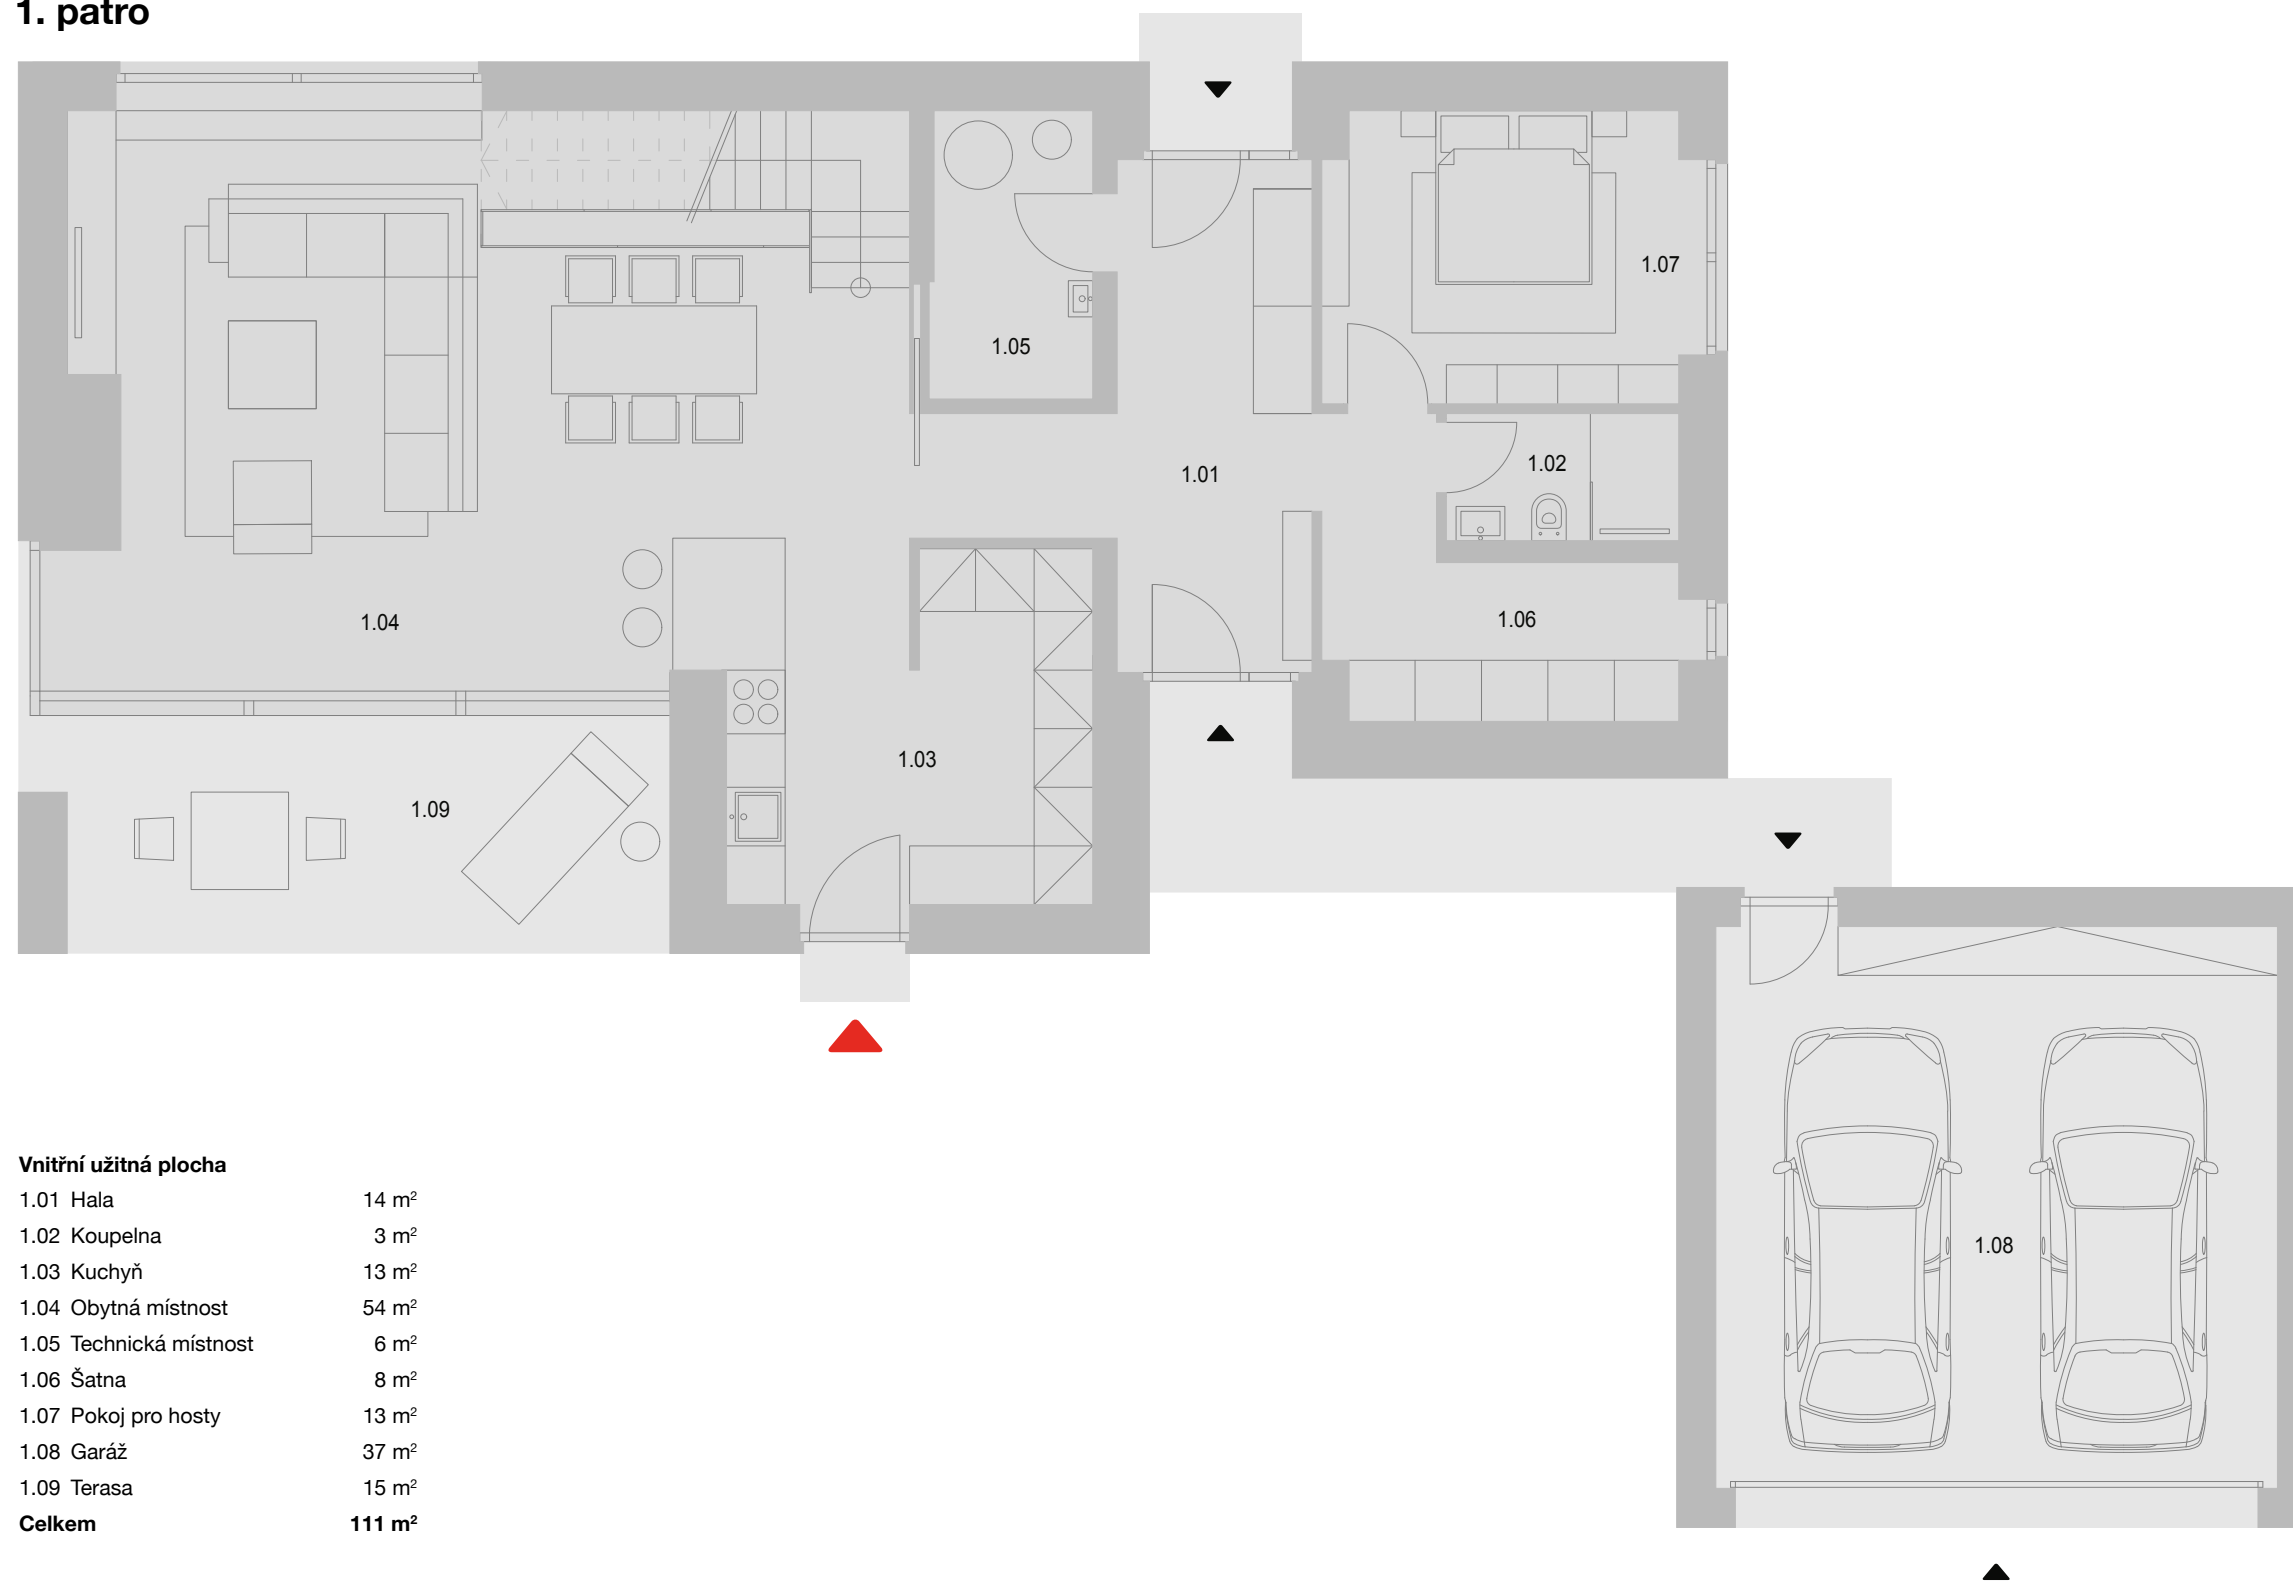 1. patro
1.07
1.05
1.02
1.01
1.04
1.06
1.03
1.09
1.08
Vnitřní užitná plocha
1.01 Hala 14 m²
1.02 Koupelna 3 m²
1.03 Kuchyň 13 m²
1.04 Obytná místnost 54 m²
1.05 Technická místnost 6 m²
1.06 Šatna 8 m²
1.07 Pokoj pro hosty 13 m²
1.08 Garáž 37 m²
1.09 Terasa 15 m²
Celkem 111 m²